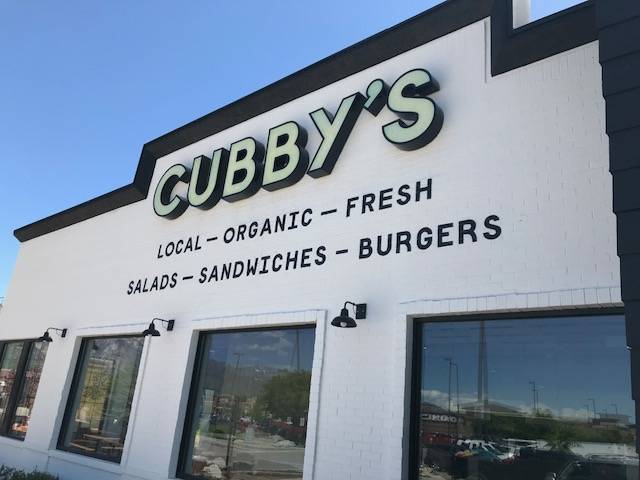 CUBBY'S
LOCAL — ORGANIC — FRESH
SALADS — SANDWICHES — BURGERS